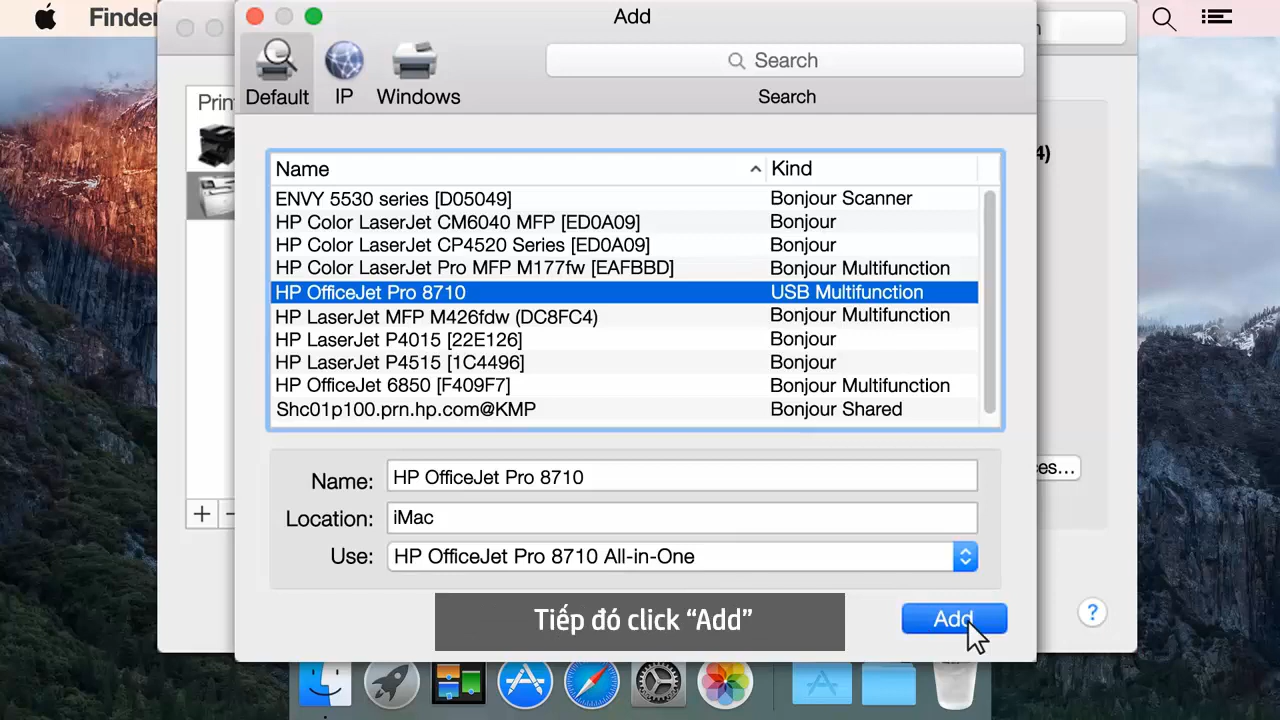 Finder
Add
Default
IP
Windows
Search
Search
Prin
4)
Name
Kind
ENVY 5530 series [D05049]
Bonjour Scanner
HP Color LaserJet CM6040 MFP [ED0A09]
Bonjour
HP Color LaserJet CP4520 Series [ED0A09]
Bonjour
HP Color LaserJet Pro MFP M177fw [EAFBBD]
Bonjour Multifunction
HP OfficeJet Pro 8710
USB Multifunction
HP LaserJet MFP M426fdw (DC8FC4)
Bonjour Multifunction
HP LaserJet P4015 [22E126]
Bonjour
HP LaserJet P4515 [1C4496]
Bonjour
HP OfficeJet 6850 [F409F7]
Bonjour Multifunction
Shc01p100.prn.hp.com@KMP
Bonjour Shared
Name: HP OfficeJet Pro 8710
es...
Location: iMac
Use: HP OfficeJet Pro 8710 All-in-One
Tiếp đó click “Add”
Add
?